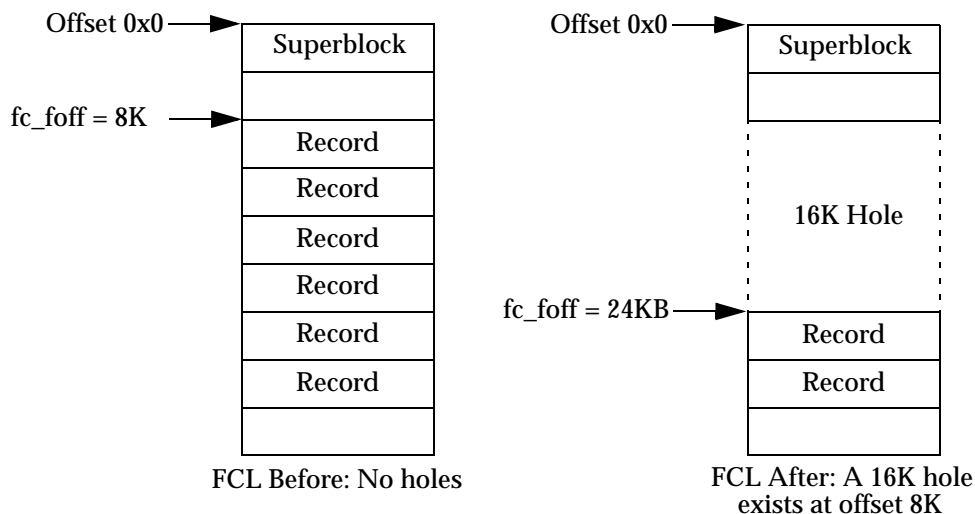 Offset 0x0
Superblock
fc_foff = 8K
Record
Record
Record
Record
Record
Record
FCL Before: No holes
Offset 0x0
Superblock
16K Hole
fc_foff = 24KB
Record
Record
FCL After: A 16K hole
exists at offset 8K